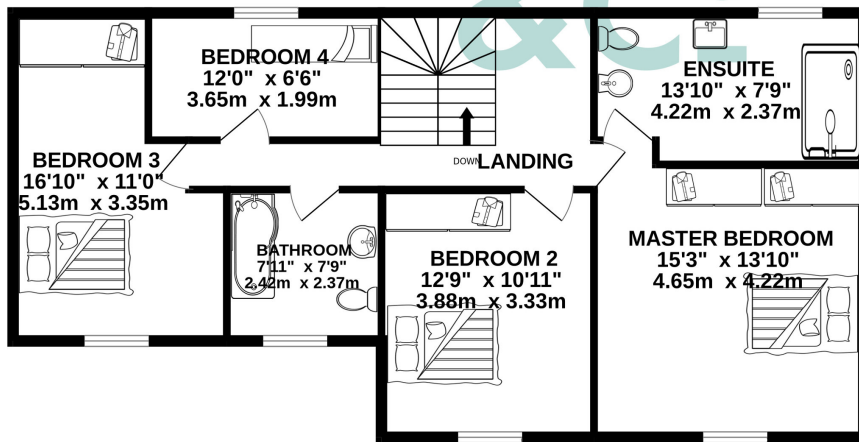 &C
BEDROOM 4
12'0" x 6'6"
3.65m x 1.99m
ENSUITE
13'10" x 7'9"
4.22m x 2.37m
BEDROOM 3
16'10" x 11'0"
5.13m x 3.35m
DOWN
LANDING
BATHROOM
7'11" x 7'9"
2.42m x 2.37m
BEDROOM 2
12'9" x 10'11"
3.88m x 3.33m
MASTER BEDROOM
15'3" x 13'10"
4.65m x 4.22m